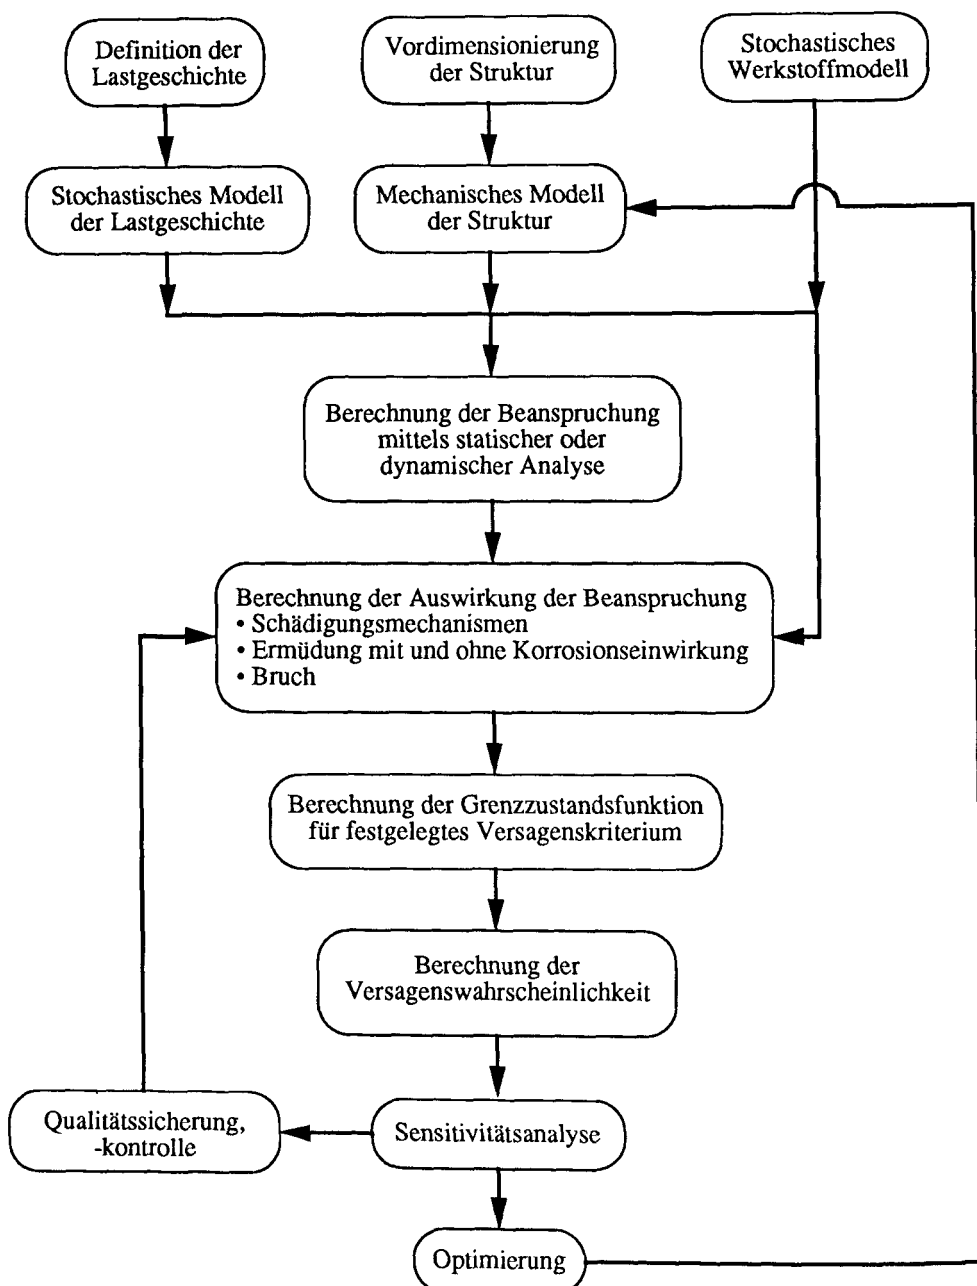 Definition der
Lastgeschichte
Vordimensionierung
der Struktur
Stochastisches
Werkstoffmodell
Stochastisches Modell
der Lastgeschichte
Mechanisches Modell
der Struktur
Berechnung der Beanspruchung
mittels statischer oder
dynamischer Analyse
Berechnung der Auswirkung der Beanspruchung
• Schädigungsmechanismen
• Ermüdung mit und ohne Korrosionseinwirkung
• Bruch
Berechnung der Grenzzustandsfunktion
für festgelegtes Versagenskriterium
Berechnung der
Versagenswahrscheinlichkeit
Qualitätssicherung,
-kontrolle
Sensitivitätsanalyse
Optimierung